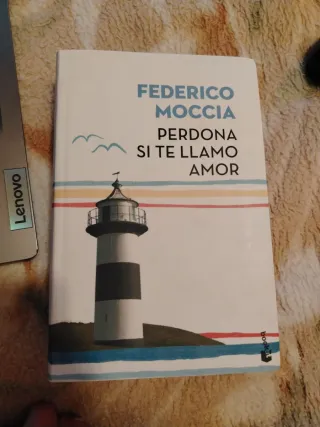 FEDERICO
MOCCIA
PERDONA
SI TE LLAMO
AMOR
Lenovo
booket